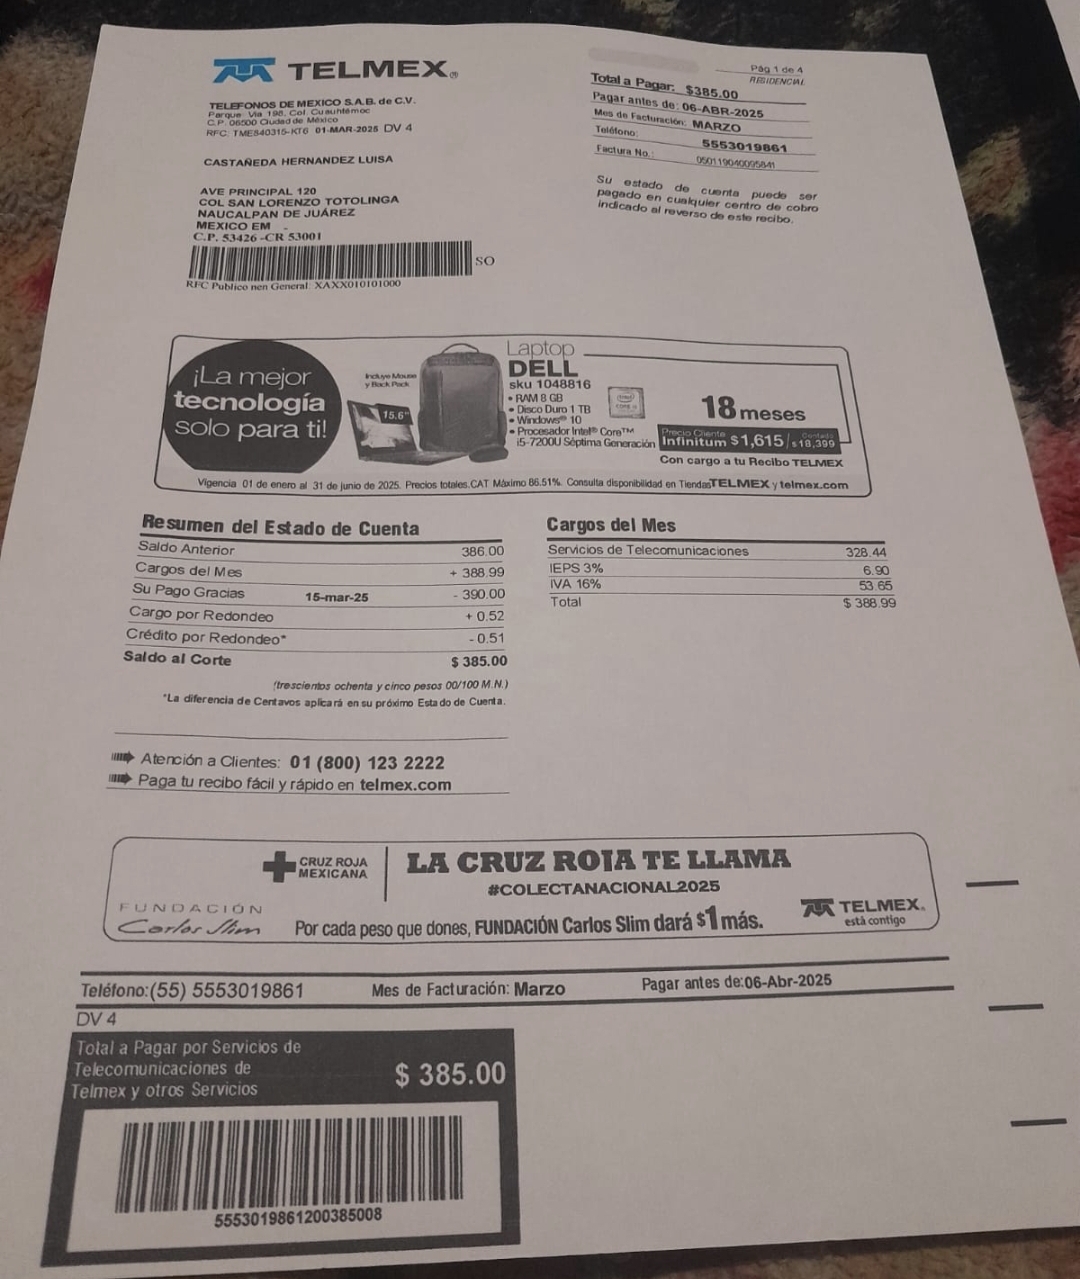 TELMEX®
Pág 1 de 4
RESIDENCIAL
Total a Pagar: $385.00
Pagar antes de: 06-ABR-2025
Mes de Facturación: MARZO
Teléfono: 5553019861
Factura No.: 050119040095841
TELEFONOS DE MEXICO S.A.B. de C.V.
Parque Via 198, Col. Cuauhtémoc
C.P. 06500 Ciudad de México
RFC: TME840315-KT6 01-MAR-2025 DV 4
CASTAÑEDA HERNANDEZ LUISA
AVE PRINCIPAL 120
COL SAN LORENZO TOTOLINGA
NAUCALPAN DE JUÁREZ
MEXICO EM -
C.P. 53426 -CR 53001
SO
RFC Publico nen General: XAXX010101000
Su estado de cuenta puede ser
pagado en cualquier centro de cobro
indicado al reverso de este recibo.
¡La mejor
tecnología
solo para ti!
Incluye Mouse
y Back Pack
15.6"
Laptop
DELL
sku 1048816
• RAM 8 GB
• Disco Duro 1 TB
• Windows® 10
• Procesador Intel® Core™
i5-7200U Séptima Generación
18 meses
Precio Cliente
Infinitum $1,615 / Contado $18,399
Con cargo a tu Recibo TELMEX
Vigencia 01 de enero al 31 de junio de 2025. Precios totales.CAT Máximo 86.51%. Consulta disponibilidad en TiendasTELMEX y telmex.com
Resumen del Estado de Cuenta
Saldo Anterior 386.00
Cargos del Mes + 388.99
Su Pago Gracias 15-mar-25 - 390.00
Cargo por Redondeo + 0.52
Crédito por Redondeo* - 0.51
Saldo al Corte $ 385.00
(trescientos ochenta y cinco pesos 00/100 M.N.)
*La diferencia de Centavos aplicará en su próximo Estado de Cuenta.
Cargos del Mes
Servicios de Telecomunicaciones 328.44
IEPS 3% 6.90
IVA 16% 53.65
Total $ 388.99
Atención a Clientes: 01 (800) 123 2222
Paga tu recibo fácil y rápido en telmex.com
CRUZ ROJA
MEXICANA
FUNDACIÓN
Carlos Slim
LA CRUZ ROJA TE LLAMA
#COLECTANACIONAL2025
Por cada peso que dones, FUNDACIÓN Carlos Slim dará $1 más.
TELMEX®
está contigo
Teléfono:(55) 5553019861 Mes de Facturación: Marzo Pagar antes de:06-Abr-2025
DV 4
Total a Pagar por Servicios de
Telecomunicaciones de
Telmex y otros Servicios
$ 385.00
5553019861200385008